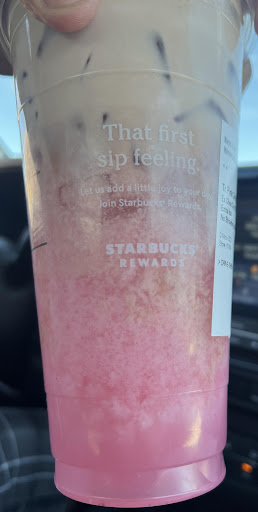 That first
sip feeling.
Let us add a little joy to your day.
Join Starbucks® Rewards.
STARBUCKS®
REWARDS